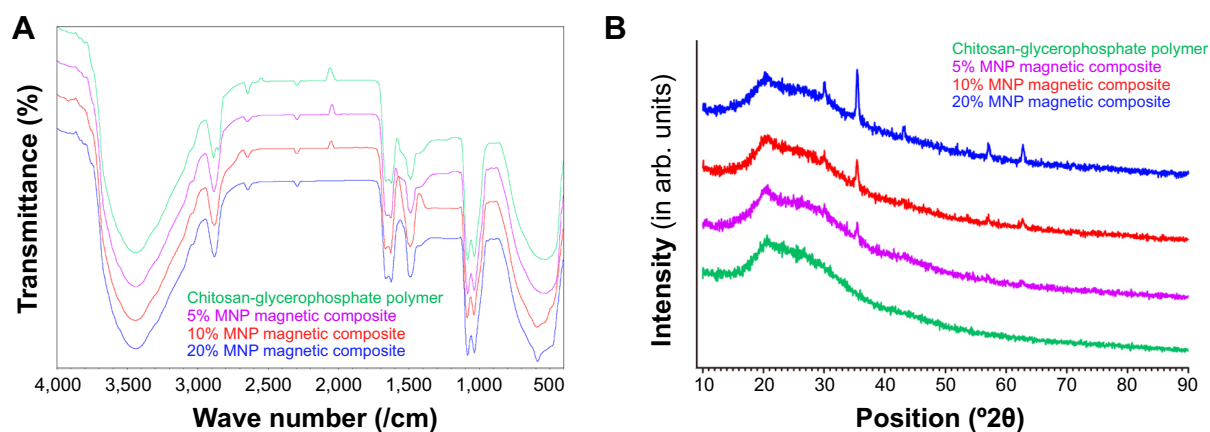 A
Transmittance (%)
Chitosan-glycerophosphate polymer
5% MNP magnetic composite
10% MNP magnetic composite
20% MNP magnetic composite
4,000 3,500 3,000 2,500 2,000 1,500 1,000 500
Wave number (/cm)
B
Intensity (in arb. units)
Chitosan-glycerophosphate polymer
5% MNP magnetic composite
10% MNP magnetic composite
20% MNP magnetic composite
10 20 30 40 50 60 70 80 90
Position (º2θ)